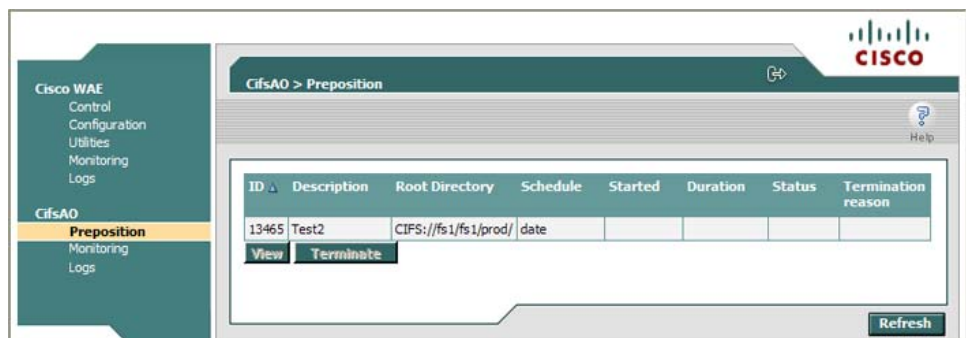 CISCO
Cisco WAE
Control
Configuration
Utilities
Monitoring
Logs
CifsAO
Preposition
Monitoring
Logs
CifsAO > Preposition
Help
ID Description Root Directory Schedule Started Duration Status Termination reason
13465 Test2 CIFS://fs1/fs1/prod/ date
View Terminate
Refresh